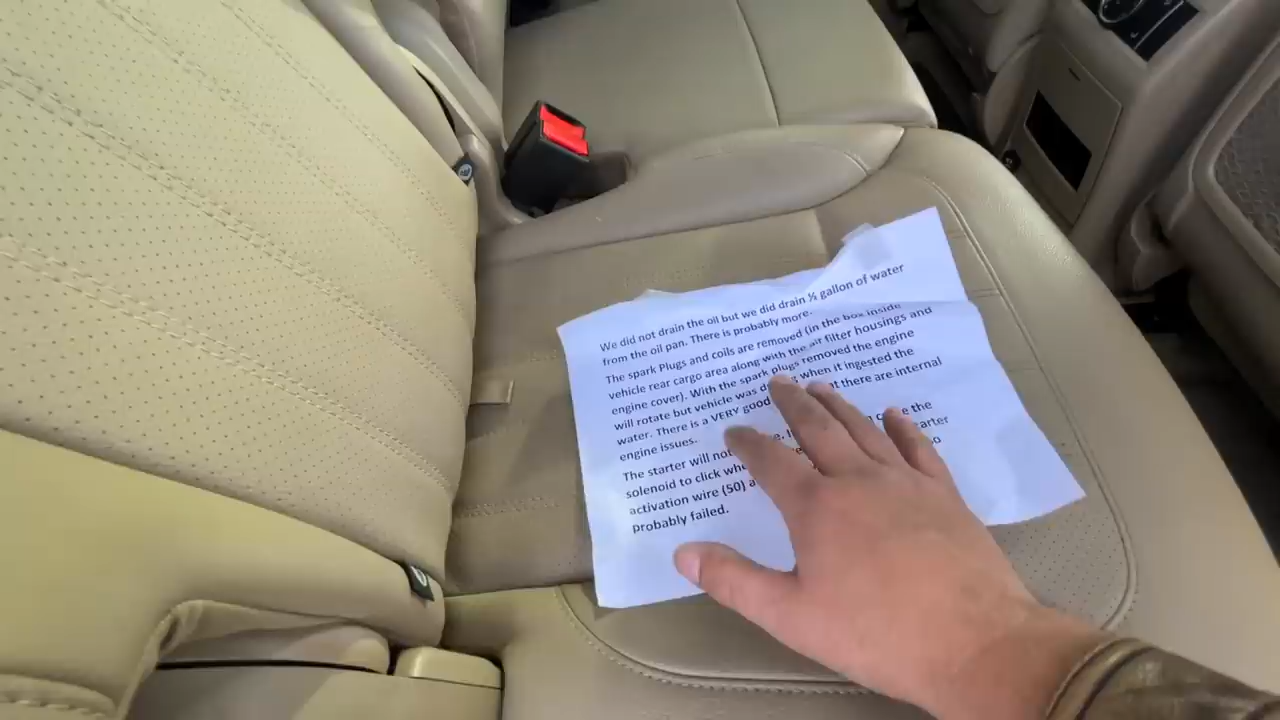 We did not drain the oil but we did drain ½ gallon of water
from the oil pan. There is probably more.
The spark Plugs and coils are removed (in the box inside
vehicle rear cargo area along with the air filter housings and
engine cover). With the spark plugs removed the engine
will rotate but vehicle was when it ingested the
water. There is a VERY good there are internal
engine issues.
The starter will not the
solenoid to click
activation wire (50)
probably failed.